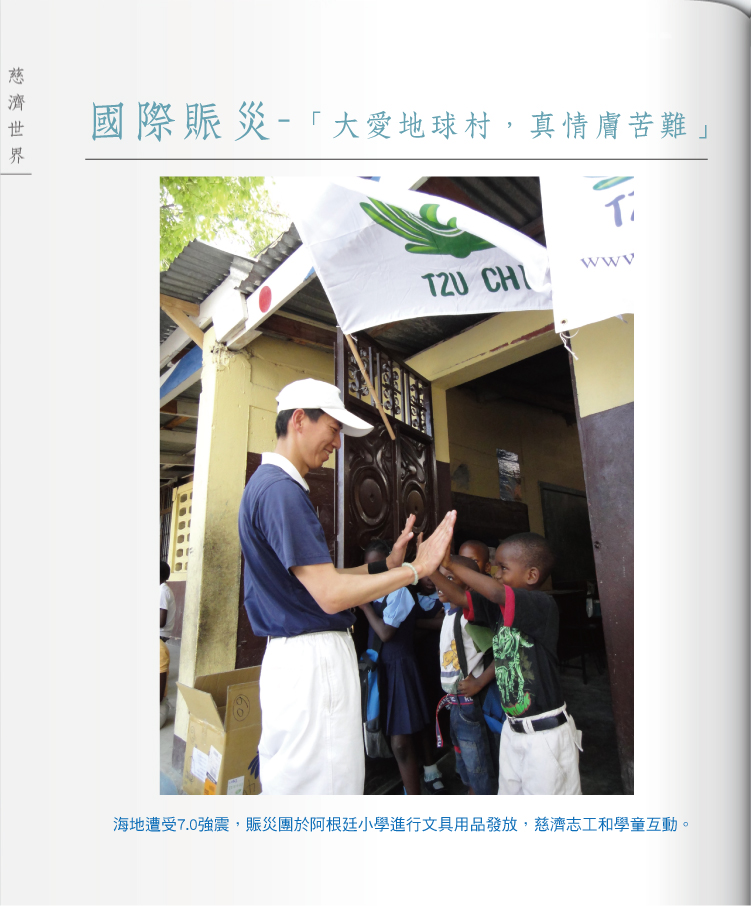 慈濟世界
國際賑災-「大愛地球村，真情膚苦難」
TZU CHI
TZ
www.
海地遭受7.0強震，賑災團於阿根廷小學進行文具用品發放，慈濟志工和學童互動。